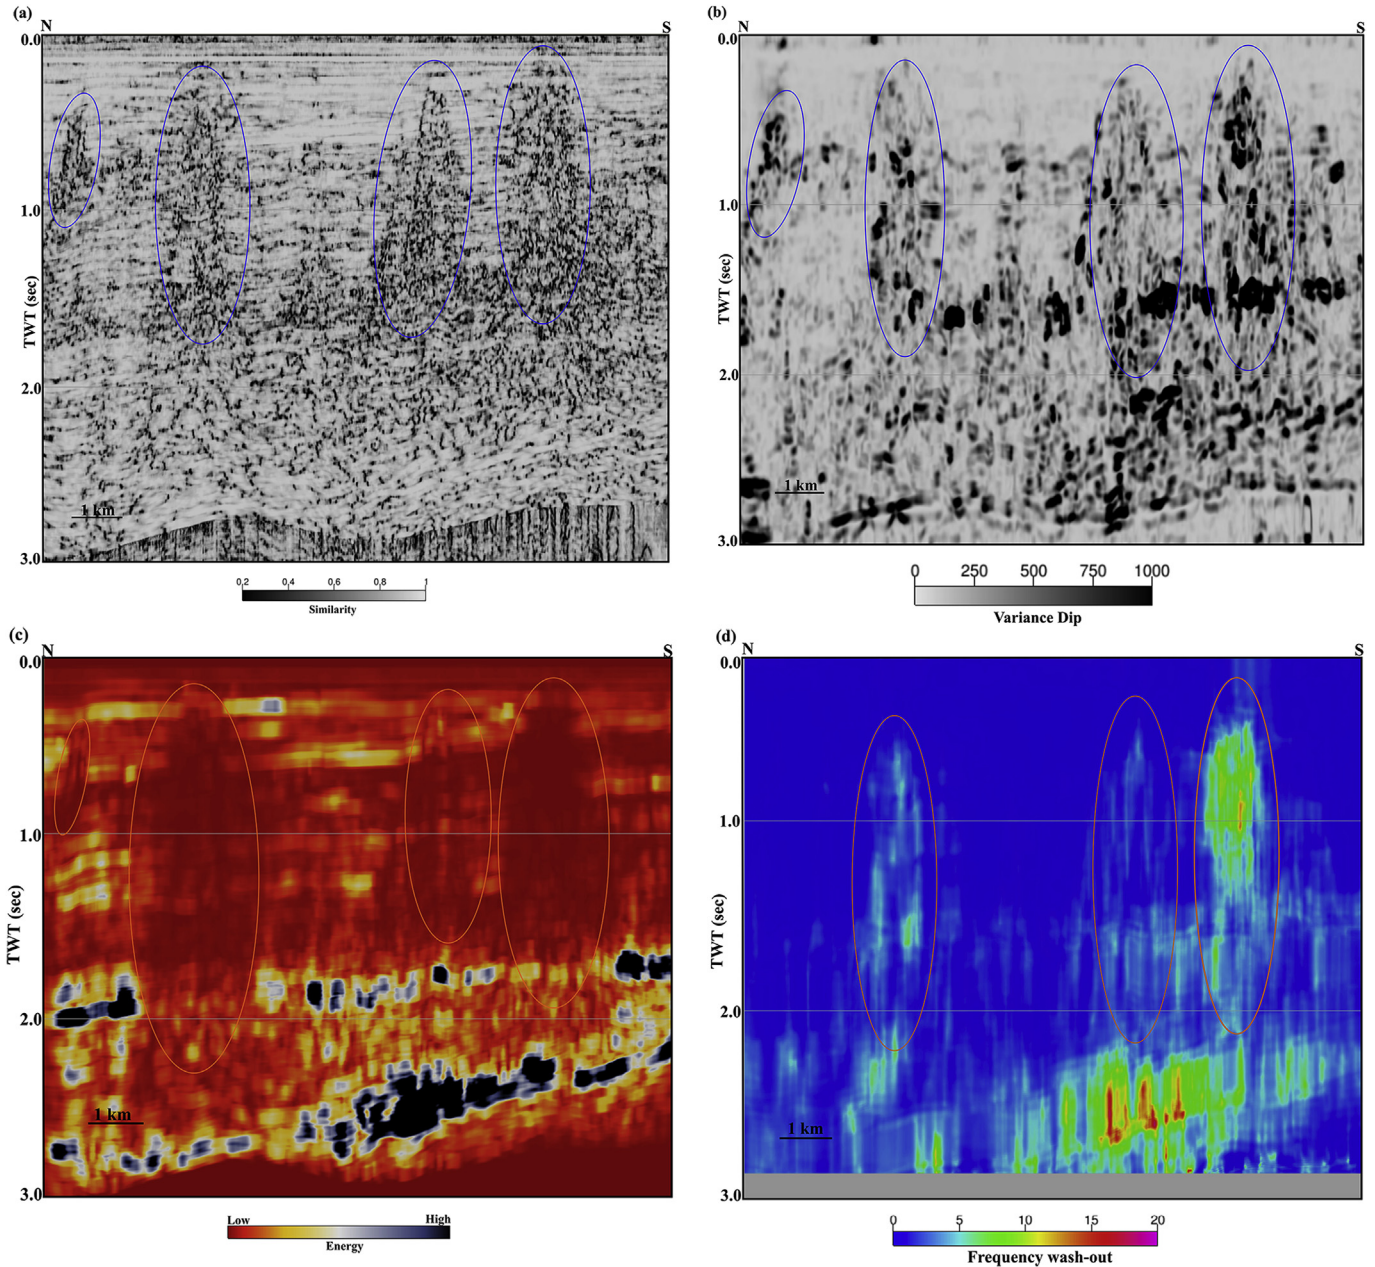 (a)
N
S
0.0
1.0
2.0
3.0
TWT (sec)
1 km
0,2 0,4 0,6 0,8 1
Similarity
(b)
N
S
0.0
1.0
2.0
3.0
TWT (sec)
1 km
0 250 500 750 1000
Variance Dip
(c)
N
S
0.0
1.0
2.0
3.0
TWT (sec)
1 km
Low High
Energy
(d)
N
S
0.0
1.0
2.0
3.0
TWT (sec)
1 km
0 5 10 15 20
Frequency wash-out